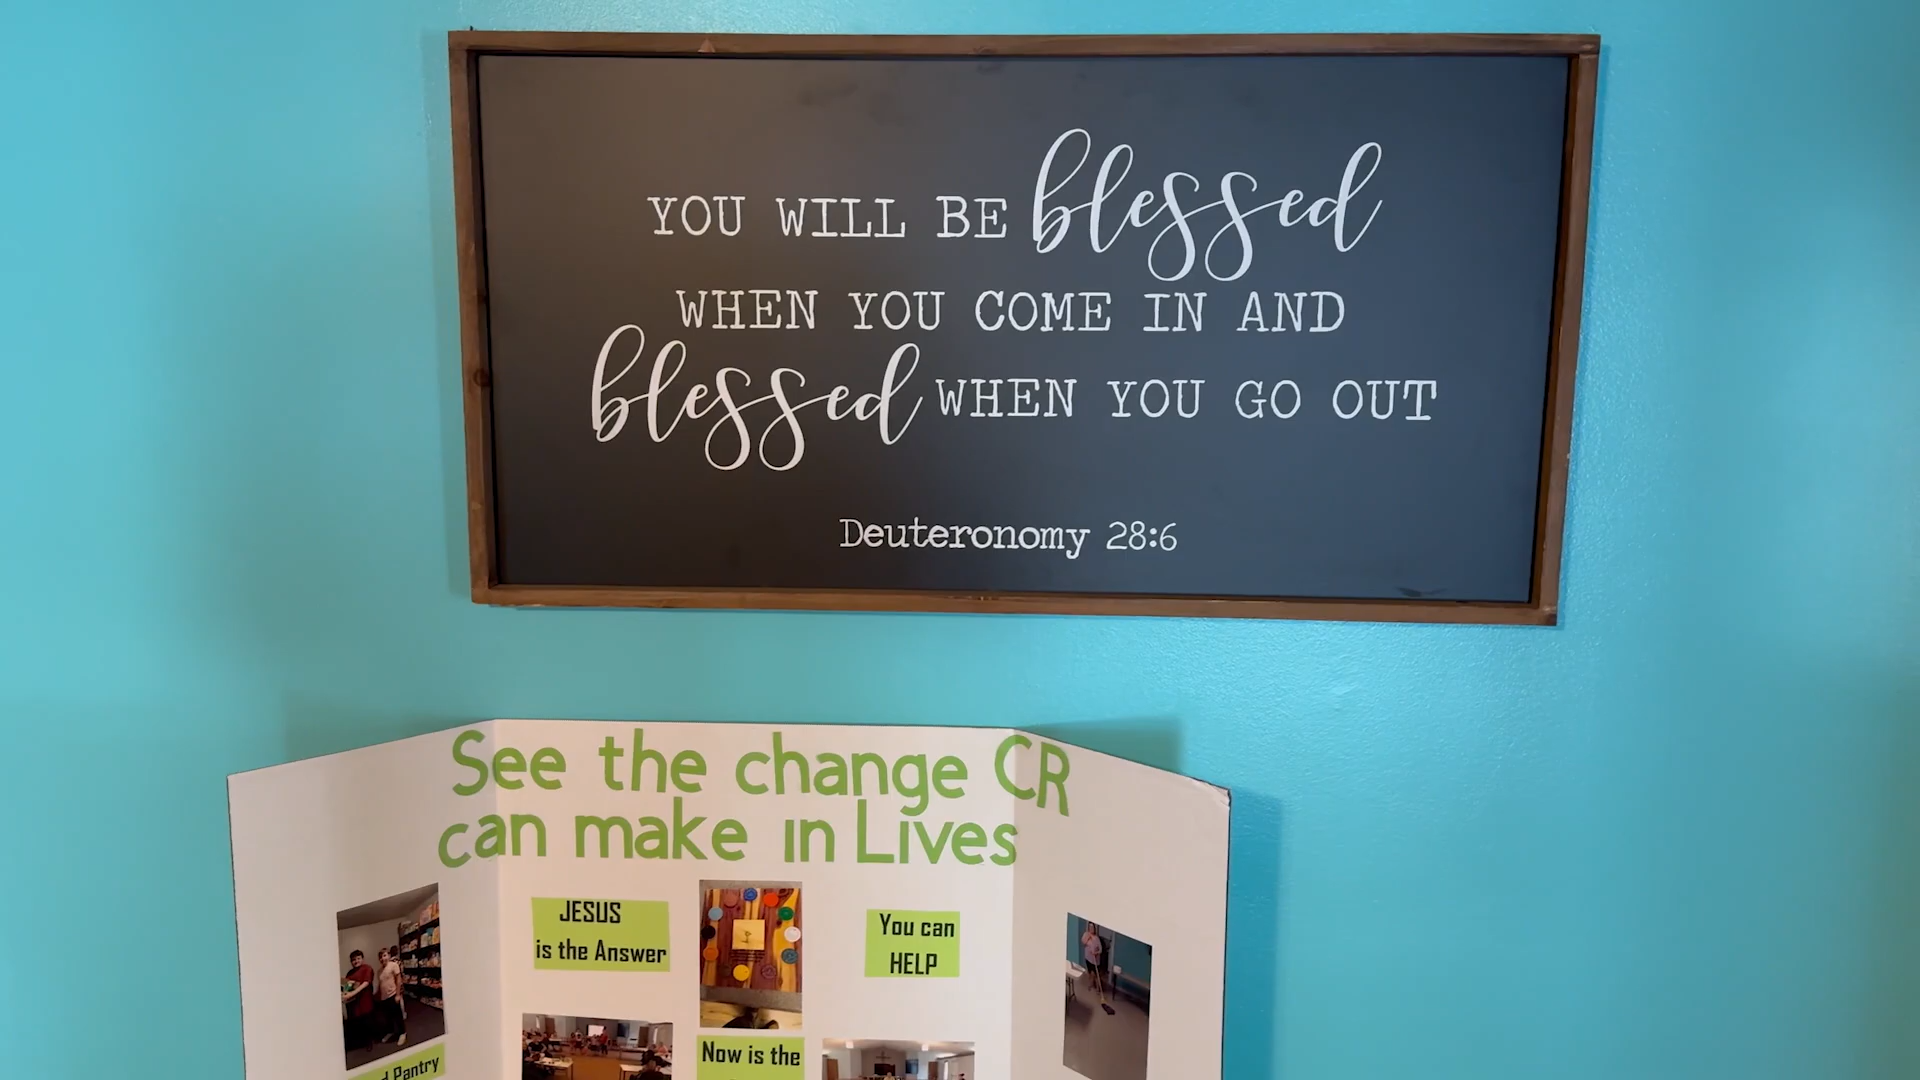 YOU WILL BE blessed
WHEN YOU COME IN AND
blessed WHEN YOU GO OUT
Deuteronomy 28:6
See the change CR
can make in Lives
JESUS
is the Answer
You can
HELP
Now is the
Pantry